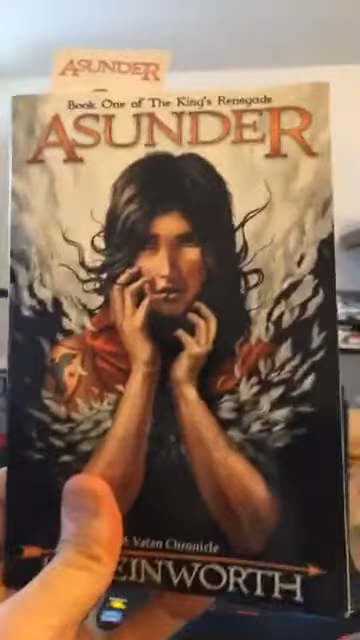 ASUNDER
Book One of The King's Renegade
ASUNDER
Vatan Chronicle
EINWORTH